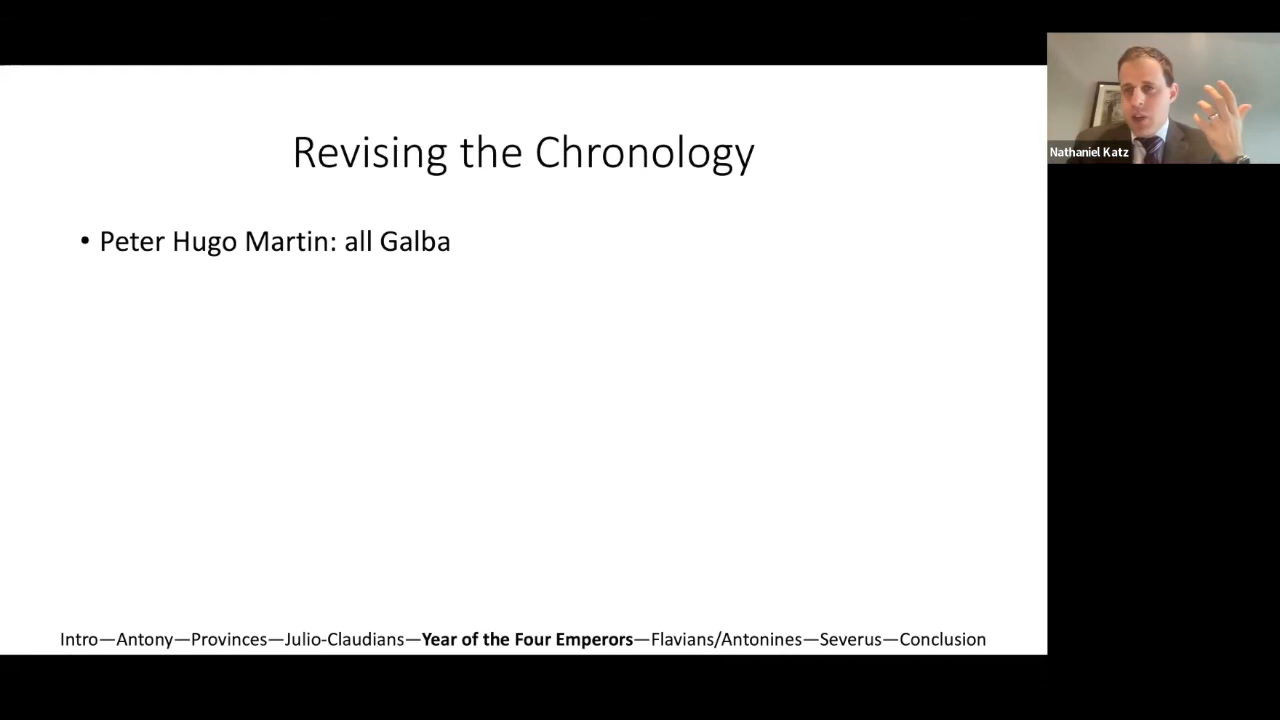 Revising the Chronology
Nathaniel Katz
• Peter Hugo Martin: all Galba
Intro—Antony—Provinces—Julio-Claudians—Year of the Four Emperors—Flavians/Antonines—Severus—Conclusion